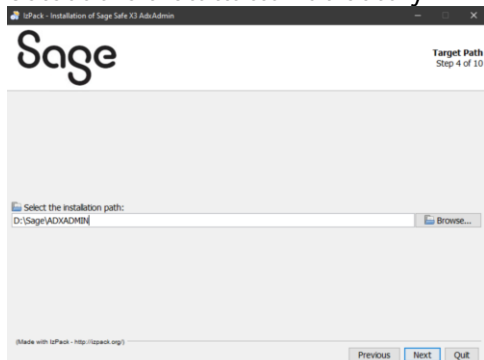 IzPack - Installation of Sage Safe X3 AdxAdmin
Sage
Target Path
Step 4 of 10
Select the installation path:
D:\Sage\ADXADMIN
Browse...
(Made with IzPack - http://izpack.org/)
Previous Next Quit